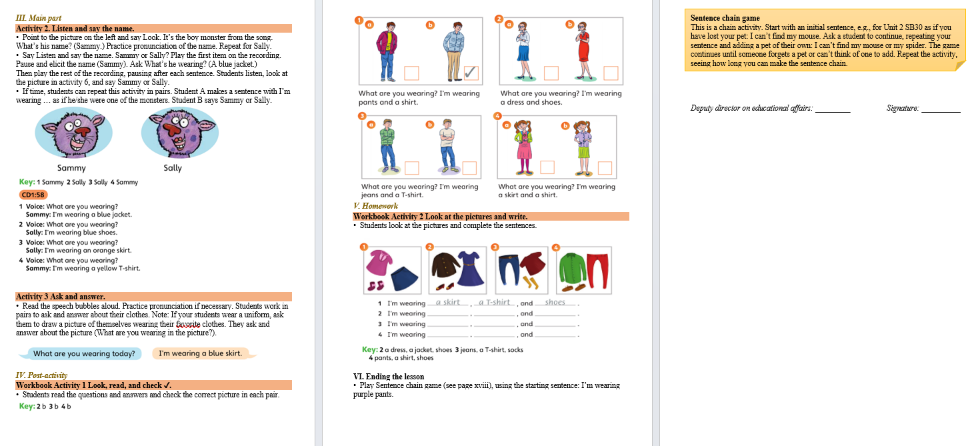 III. Main part
Activity 2. Listen and say the name.
• Point to the picture on the left and say Look. It's the boy monster from the song.
What's his name? (Sammy.) Practice pronunciation of the name. Repeat for Sally.
• Say Listen and say the name. Sammy or Sally? Play the first item on the recording.
Pause and elicit the name (Sammy). Ask What's he wearing? (A blue jacket.)
Then play the rest of the recording, pausing after each sentence. Students listen, look at
the picture in activity 6, and say Sammy or Sally.
• If time, students can repeat this activity in pairs. Student A makes a sentence with I'm
wearing … as if he/she were one of the monsters. Student B says Sammy or Sally.
Sammy Sally
Key: 1 Sammy 2 Sally 3 Sally 4 Sammy
CD1:58
1 Voice: What are you wearing?
Sammy: I'm wearing a blue jacket.
2 Voice: What are you wearing?
Sally: I'm wearing blue shoes.
3 Voice: What are you wearing?
Sally: I'm wearing an orange skirt.
4 Voice: What are you wearing?
Sammy: I'm wearing a yellow T-shirt.
Activity 3 Ask and answer.
• Read the speech bubbles aloud. Practice pronunciation if necessary. Students work in
pairs to ask and answer about their clothes. Note: If your students wear a uniform, ask
them to draw a picture of themselves wearing their favorite clothes. They ask and
answer about the picture (What are you wearing in the picture?).
What are you wearing today? I'm wearing a blue skirt.
IV. Post-activity
Workbook Activity 1 Look, read, and check ✓.
• Students read the questions and answers and check the correct picture in each pair.
Key: 2 b 3 b 4 b
1 a b ✓
What are you wearing? I'm wearing
pants and a shirt.
2 a b
What are you wearing? I'm wearing
a dress and shoes.
3 a b
What are you wearing? I'm wearing
jeans and a T-shirt.
4 a b
What are you wearing? I'm wearing
a skirt and a shirt.
V. Homework
Workbook Activity 2 Look at the pictures and write.
• Students look at the pictures and complete the sentences.
1 2 3 4
1 I'm wearing a skirt , a T-shirt , and shoes .
2 I'm wearing ________ , ________ , and ________ .
3 I'm wearing ________ , ________ , and ________ .
4 I'm wearing ________ , ________ , and ________ .
Key: 2 a dress, a jacket, shoes 3 jeans, a T-shirt, socks
4 pants, a shirt, shoes
VI. Ending the lesson
• Play Sentence chain game (see page xviii), using the starting sentence: I'm wearing
purple pants.
Sentence chain game
This is a chain activity. Start with an initial sentence, e.g., for Unit 2 SB30 as if you
have lost your pet: I can't find my mouse. Ask a student to continue, repeating your
sentence and adding a pet of their own: I can't find my mouse or my spider. The game
continues until someone forgets a pet or can't think of one to add. Repeat the activity,
seeing how long you can make the sentence chain.
Deputy director on educational affairs: ________ Signature: ________